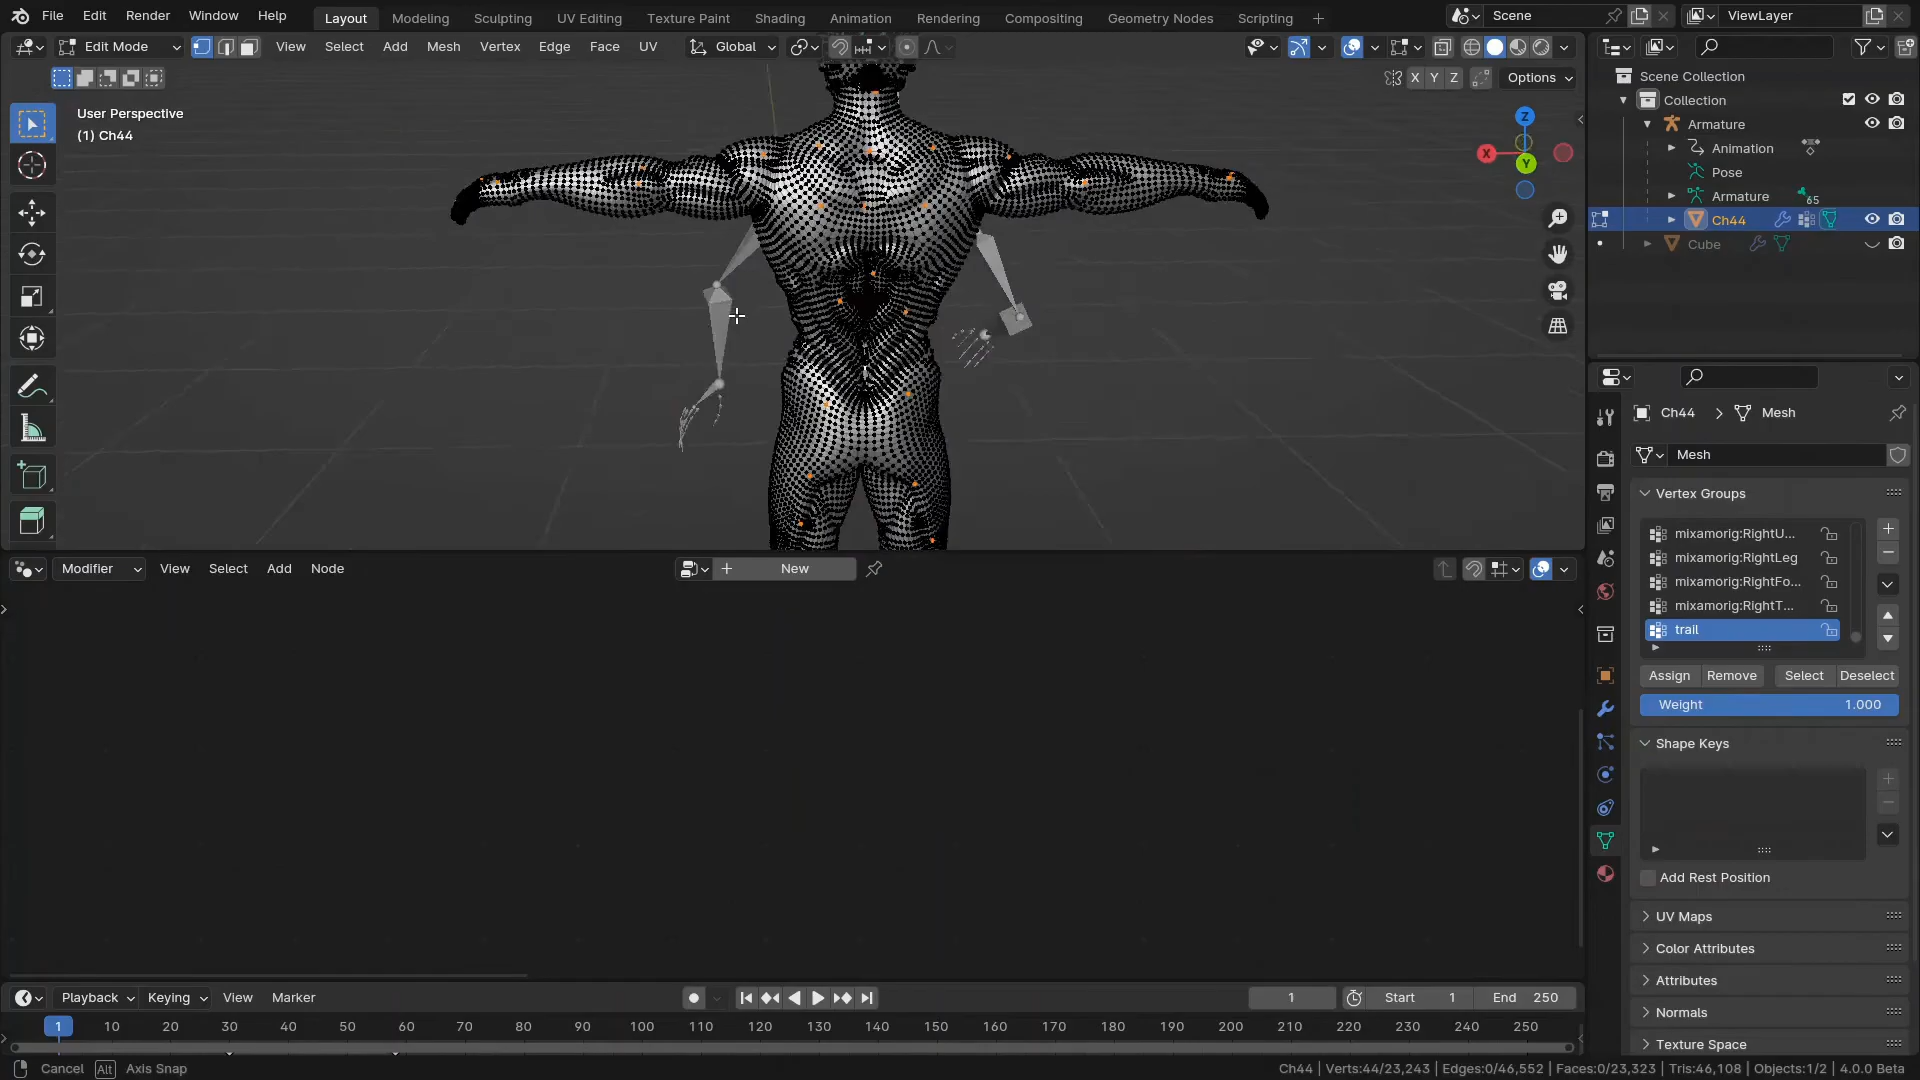 File Edit Render Window Help Layout Modeling Sculpting UV Editing Texture Paint Shading Animation Rendering Compositing Geometry Nodes Scripting + Scene ViewLayer
Edit Mode View Select Add Mesh Vertex Edge Face UV Global
X Y Z Options
Scene Collection
Collection
Armature
Animation
Pose
Armature 65
Ch44
Cube
User Perspective
(1) Ch44
Z
X
Y
Ch44 > Mesh
Mesh
Vertex Groups
mixamorig:RightU...
mixamorig:RightLeg
mixamorig:RightFo...
mixamorig:RightT...
trail
Assign Remove Select Deselect
Weight 1.000
Shape Keys
Add Rest Position
UV Maps
Color Attributes
Attributes
Normals
Texture Space
Modifier View Select Add Node + New
Playback Keying View Marker 1 Start 1 End 250
1 10 20 30 40 50 60 70 80 90 100 110 120 130 140 150 160 170 180 190 200 210 220 230 240 250
Cancel Alt Axis Snap Ch44 | Verts:44/23,243 | Edges:0/46,552 | Faces:0/23,323 | Tris:46,108 | Objects:1/2 | 4.0.0 Beta